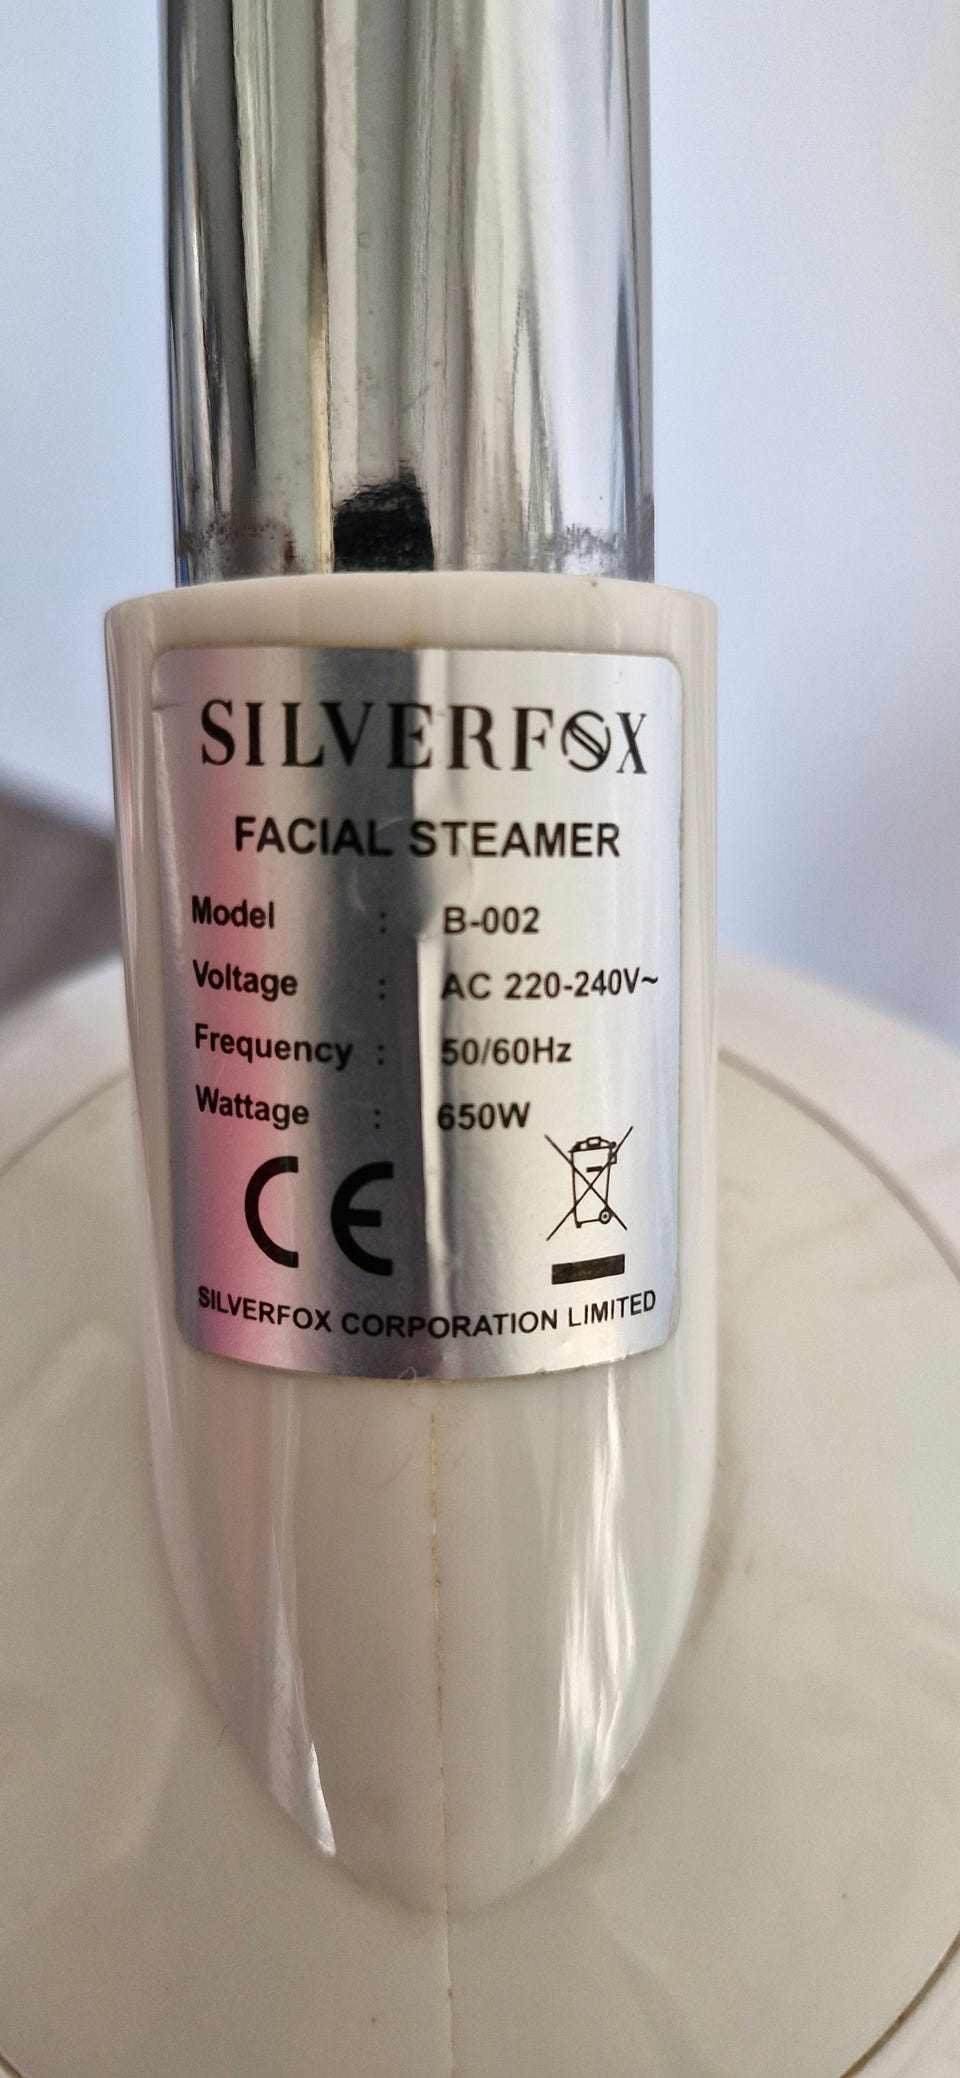 SILVERFOX
FACIAL STEAMER
Model : B-002
Voltage : AC 220-240V~
Frequency : 50/60Hz
Wattage : 650W
CE
SILVERFOX CORPORATION LIMITED